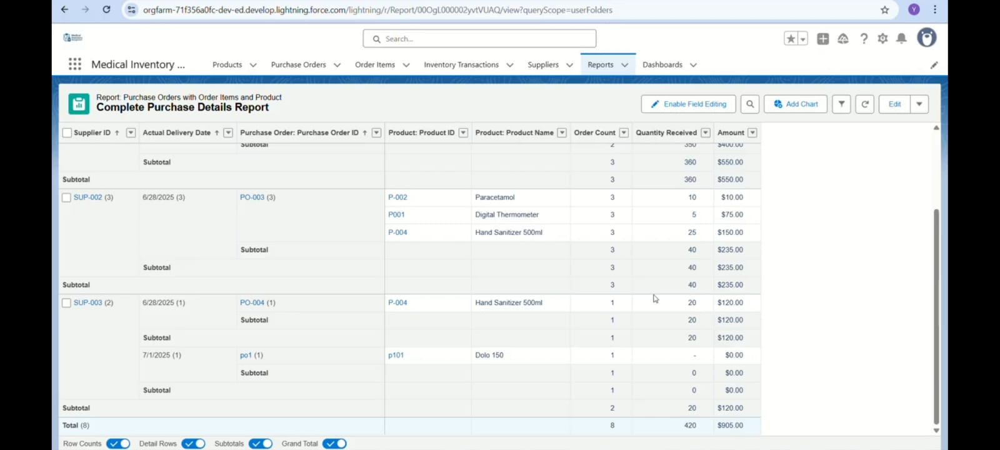 orgfarm-71f356a0fc-dev-ed.develop.lightning.force.com/lightning/r/Report/00OgL000002yvtVUAQ/view?queryScope=userFolders
Y
Search...
Medical Inventory ...
Products
Purchase Orders
Order Items
Inventory Transactions
Suppliers
Reports
Dashboards
Report: Purchase Orders with Order Items and Product
Complete Purchase Details Report
Enable Field Editing
Add Chart
Edit
Supplier ID ↑ Actual Delivery Date ↑ Purchase Order: Purchase Order ID ↑ Product: Product ID Product: Product Name Order Count Quantity Received Amount
Subtotal 2 350 $400.00
Subtotal 3 360 $550.00
Subtotal 3 360 $550.00
SUP-002 (3) 6/28/2025 (3) PO-003 (3) P-002 Paracetamol 3 10 $10.00
P001 Digital Thermometer 3 5 $75.00
P-004 Hand Sanitizer 500ml 3 25 $150.00
Subtotal 3 40 $235.00
Subtotal 3 40 $235.00
Subtotal 3 40 $235.00
SUP-003 (2) 6/28/2025 (1) PO-004 (1) P-004 Hand Sanitizer 500ml 1 20 $120.00
Subtotal 1 20 $120.00
Subtotal 1 20 $120.00
7/1/2025 (1) po1 (1) p101 Dolo 150 1 - $0.00
Subtotal 1 0 $0.00
Subtotal 1 0 $0.00
Subtotal 2 20 $120.00
Total (8) 8 420 $905.00
Row Counts Detail Rows Subtotals Grand Total